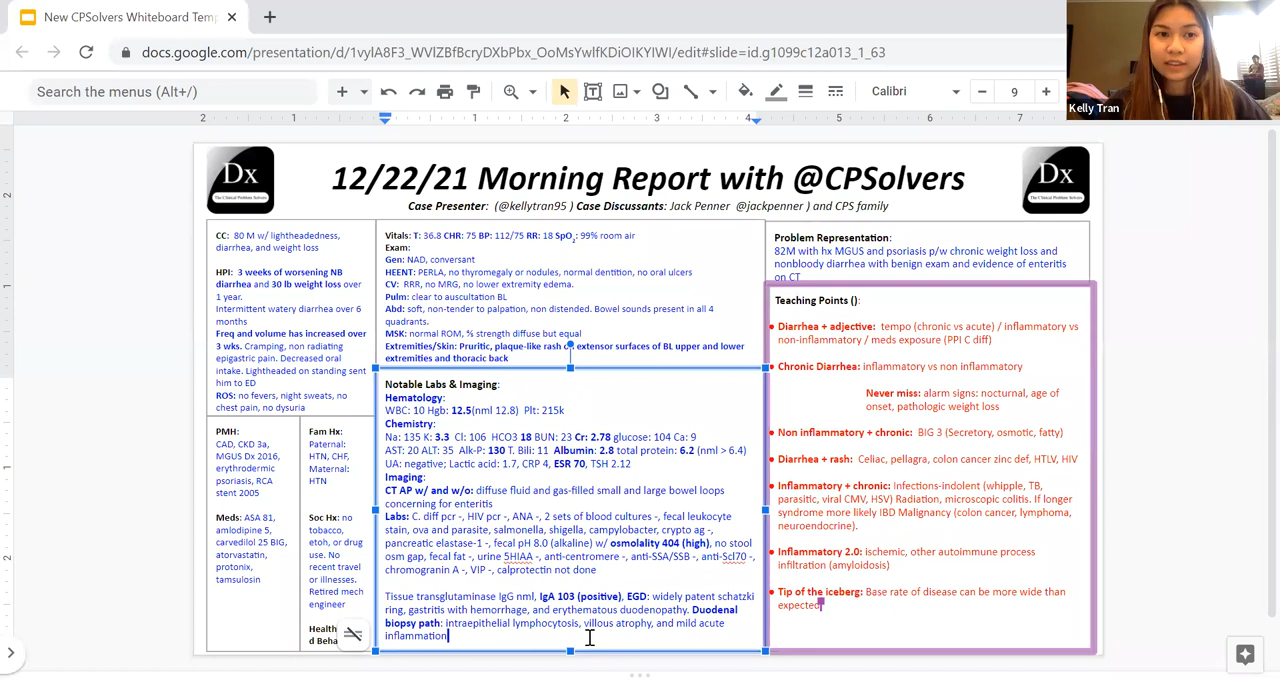 New CPSolvers Whiteboard Temp
docs.google.com/presentation/d/1vylA8F3_WVlZBfBcryDXbPbx_OoMsYwlfKDiOIKYIWI/edit#slide=id.g1099c12a013_1_63
Search the menus (Alt+/)
Calibri
9
Kelly Tran
2 1 1 2 3 4 5 6 7
Dx
The Clinical Problem Solvers
12/22/21 Morning Report with @CPSolvers
Case Presenter: (@kellytran95 ) Case Discussants: Jack Penner @jackpenner ) and CPS family
Dx
The Clinical Problem Solvers
CC: 80 M w/ lightheadedness,
diarrhea, and weight loss
HPI: 3 weeks of worsening NB
diarrhea and 30 lb weight loss over
1 year.
Intermittent watery diarrhea over 6
months
Freq and volume has increased over
3 wks. Cramping, non radiating
epigastric pain. Decreased oral
intake. Lightheaded on standing sent
him to ED
ROS: no fevers, night sweats, no
chest pain, no dysuria
PMH:
CAD, CKD 3a,
MGUS Dx 2016,
erythrodermic
psoriasis, RCA
stent 2005
Meds: ASA 81,
amlodipine 5,
carvedilol 25 BIG,
atorvastatin,
protonix,
tamsulosin
Fam Hx:
Paternal:
HTN, CHF,
Maternal:
HTN
Soc Hx: no
tobacco,
etoh, or drug
use. No
recent travel
or illnesses.
Retired mech
engineer
Health
d Beha
Vitals: T: 36.8 CHR: 75 BP: 112/75 RR: 18 SpO2: 99% room air
Exam:
Gen: NAD, conversant
HEENT: PERLA, no thyromegaly or nodules, normal dentition, no oral ulcers
CV: RRR, no MRG, no lower extremity edema.
Pulm: clear to auscultation BL
Abd: soft, non-tender to palpation, non distended. Bowel sounds present in all 4
quadrants.
MSK: normal ROM, ⅘ strength diffuse but equal
Extremities/Skin: Pruritic, plaque-like rash on extensor surfaces of BL upper and lower
extremities and thoracic back
Notable Labs & Imaging:
Hematology:
WBC: 10 Hgb: 12.5(nml 12.8) Plt: 215k
Chemistry:
Na: 135 K: 3.3 Cl: 106 HCO3 18 BUN: 23 Cr: 2.78 glucose: 104 Ca: 9
AST: 20 ALT: 35 Alk-P: 130 T. Bili: 11 Albumin: 2.8 total protein: 6.2 (nml > 6.4)
UA: negative; Lactic acid: 1.7, CRP 4, ESR 70, TSH 2.12
Imaging:
CT AP w/ and w/o: diffuse fluid and gas-filled small and large bowel loops
concerning for enteritis
Labs: C. diff pcr -, HIV pcr -, ANA -, 2 sets of blood cultures -, fecal leukocyte
stain, ova and parasite, salmonella, shigella, campylobacter, crypto ag -,
pancreatic elastase-1 -, fecal pH 8.0 (alkaline) w/ osmolality 404 (high), no stool
osm gap, fecal fat -, urine 5HIAA -, anti-centromere -, anti-SSA/SSB -, anti-Scl70 -,
chromogranin A -, VIP -, calprotectin not done
Tissue transglutaminase IgG nml, IgA 103 (positive), EGD: widely patent schatzki
ring, gastritis with hemorrhage, and erythematous duodenopathy. Duodenal
biopsy path: intraepithelial lymphocytosis, villous atrophy, and mild acute
inflammation
Problem Representation:
82M with hx MGUS and psoriasis p/w chronic weight loss and
nonbloody diarrhea with benign exam and evidence of enteritis
on CT
Teaching Points ():
Diarrhea + adjective: tempo (chronic vs acute) / inflammatory vs
non-inflammatory / meds exposure (PPI C diff)
Chronic Diarrhea: inflammatory vs non inflammatory
Never miss: alarm signs: nocturnal, age of
onset, pathologic weight loss
Non inflammatory + chronic: BIG 3 (Secretory, osmotic, fatty)
Diarrhea + rash: Celiac, pellagra, colon cancer zinc def, HTLV, HIV
Inflammatory + chronic: Infections-indolent (whipple, TB,
parasitic, viral CMV, HSV) Radiation, microscopic colitis. If longer
syndrome more likely IBD Malignancy (colon cancer, lymphoma,
neuroendocrine).
Inflammatory 2.0: ischemic, other autoimmune process
infiltration (amyloidosis)
Tip of the iceberg: Base rate of disease can be more wide than
expected